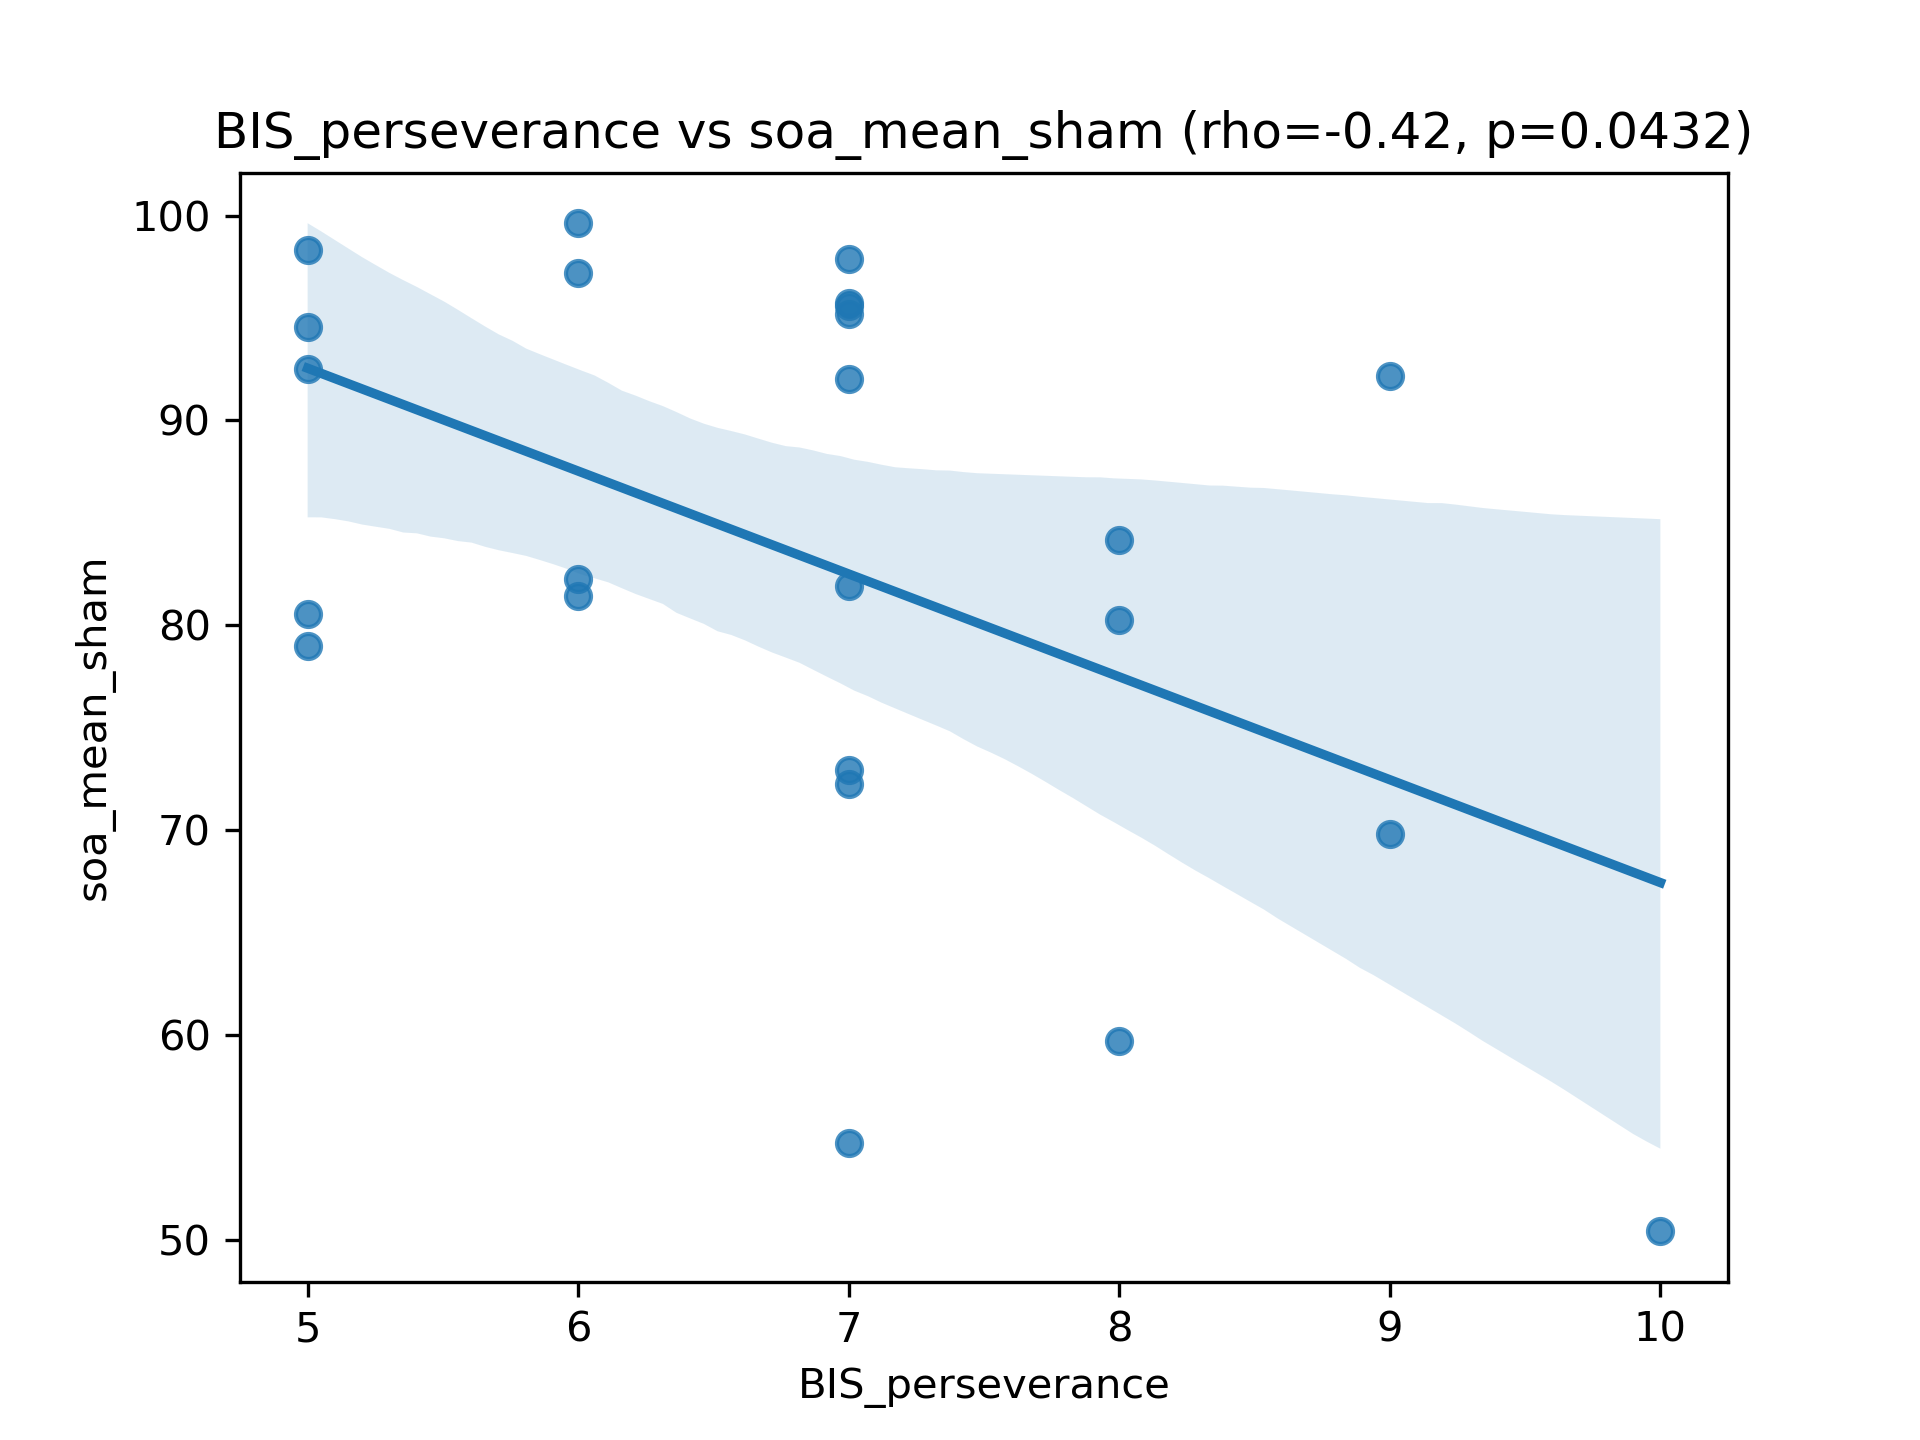 BIS_perseverance vs soa_mean_sham (rho=-0.42, p=0.0432)
100
90
80
70
60
50
soa_mean_sham
5 6 7 8 9 10
BIS_perseverance